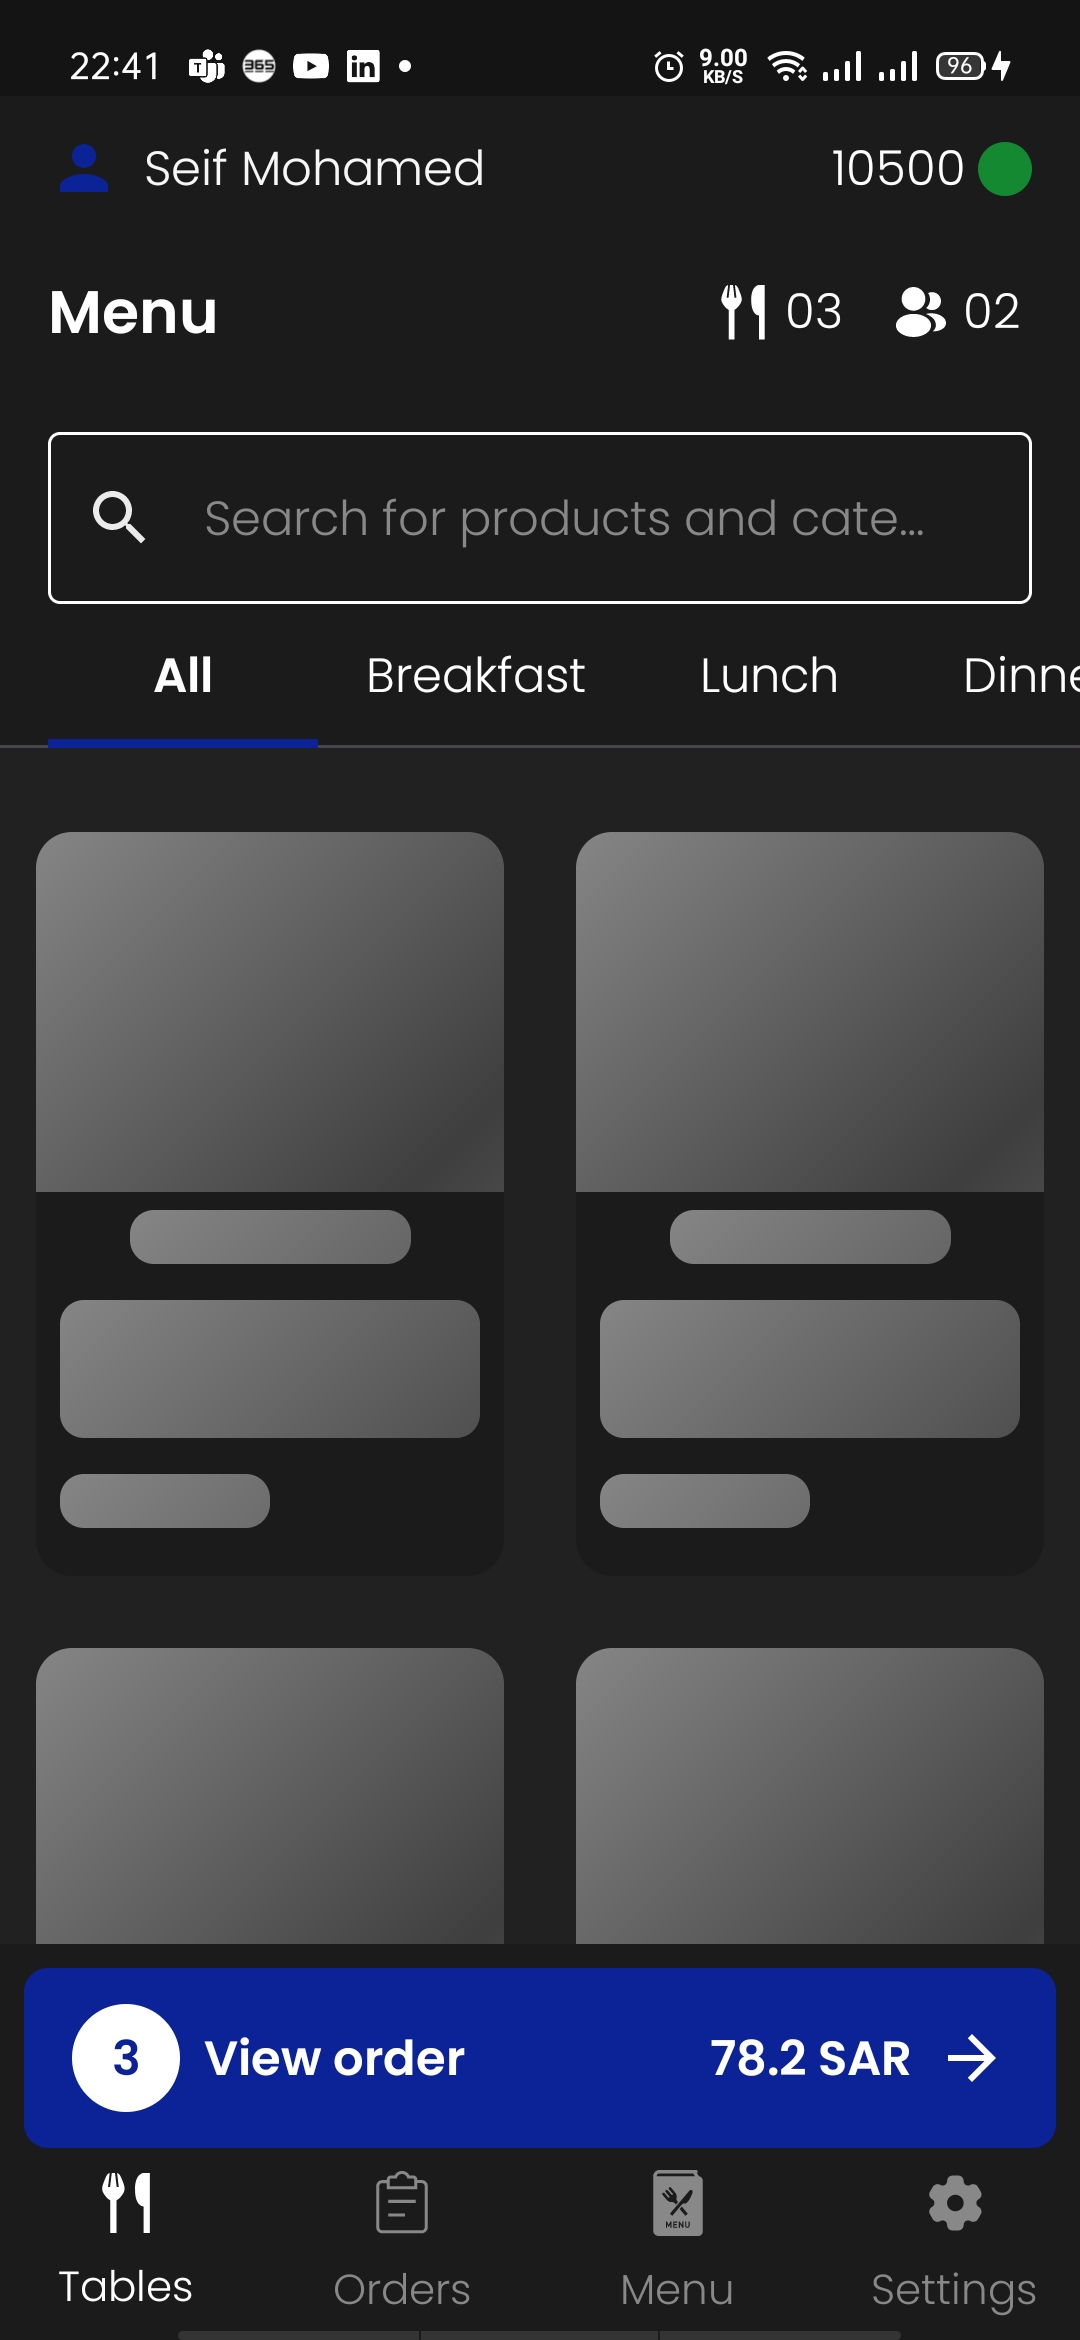 22:41 9.00 KB/S 96
Seif Mohamed 10500
Menu 03 02
Search for products and cate...
All Breakfast Lunch Dinne
3 View order 78.2 SAR
MENU
Tables Orders Menu Settings